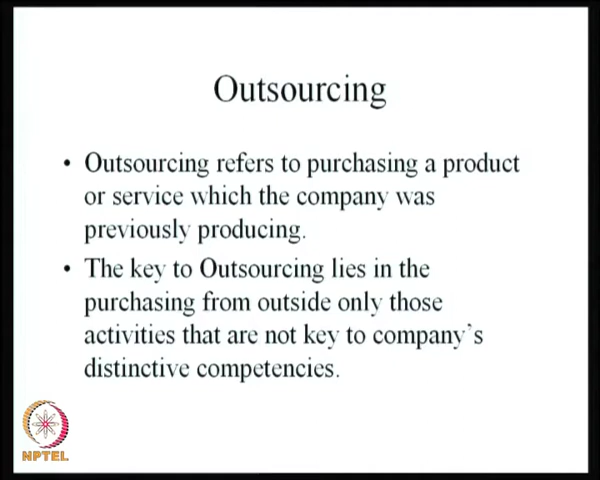 Outsourcing
• Outsourcing refers to purchasing a product
or service which the company was
previously producing.
• The key to Outsourcing lies in the
purchasing from outside only those
activities that are not key to company's
distinctive competencies.
NPTEL